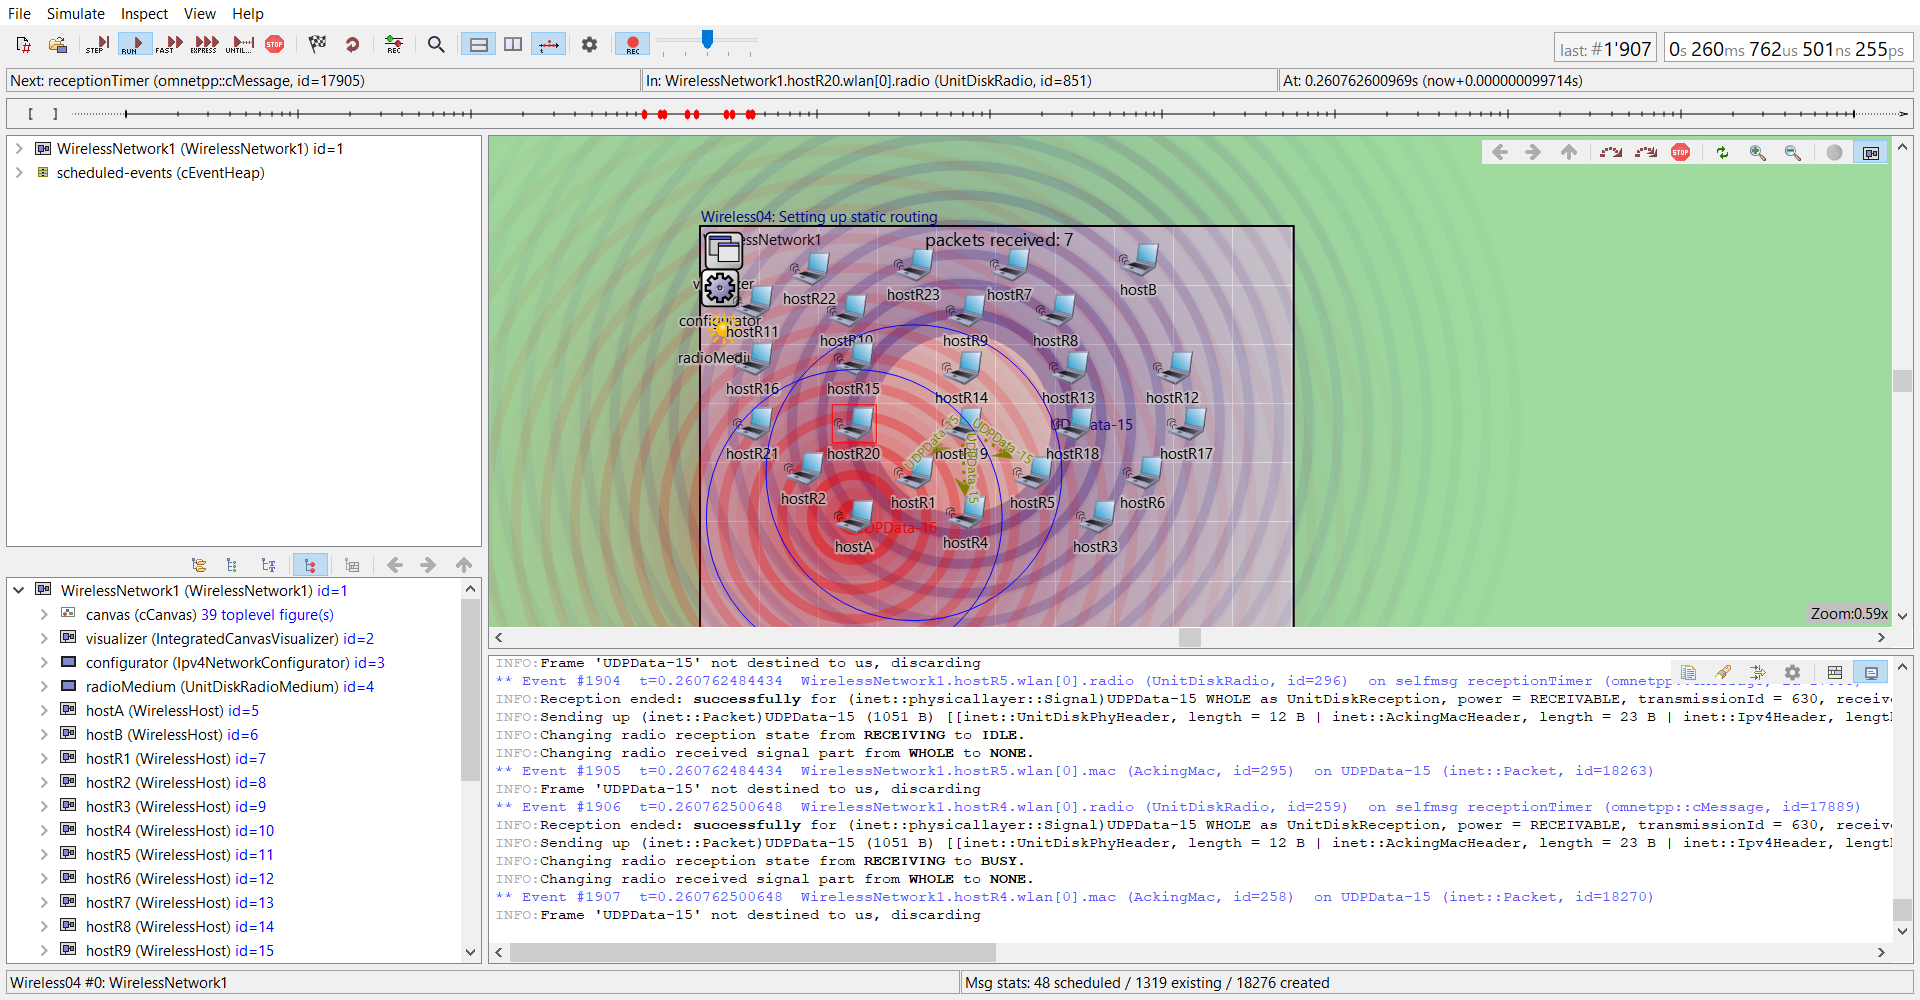 File Simulate Inspect View Help
STEP RUN FAST EXPRESS UNTIL... STOP REC REC
last: #1'907 0s 260ms 762us 501ns 255ps
Next: receptionTimer (omnetpp::cMessage, id=17905) In: WirelessNetwork1.hostR20.wlan[0].radio (UnitDiskRadio, id=851) At: 0.260762600969s (now+0.000000099714s)
[ ]
WirelessNetwork1 (WirelessNetwork1) id=1
scheduled-events (cEventHeap)
WirelessNetwork1 (WirelessNetwork1) id=1
canvas (cCanvas) 39 toplevel figure(s)
visualizer (IntegratedCanvasVisualizer) id=2
configurator (Ipv4NetworkConfigurator) id=3
radioMedium (UnitDiskRadioMedium) id=4
hostA (WirelessHost) id=5
hostB (WirelessHost) id=6
hostR1 (WirelessHost) id=7
hostR2 (WirelessHost) id=8
hostR3 (WirelessHost) id=9
hostR4 (WirelessHost) id=10
hostR5 (WirelessHost) id=11
hostR6 (WirelessHost) id=12
hostR7 (WirelessHost) id=13
hostR8 (WirelessHost) id=14
hostR9 (WirelessHost) id=15
STOP
Wireless04: Setting up static routing
essNetwork1 packets received: 7
hostR22 hostR23 hostR7 hostB
configurator
hostR11 hostR10 hostR9 hostR8
radioMedi
hostR16 hostR15 hostR14 hostR13 hostR12
UDPData-15
UDPData-15
UDPData-15
ata-15
hostR21 hostR20 hostR19 hostR18 hostR17
hostR2 hostR1 hostR5 hostR6
DPData-16
hostA hostR4 hostR3
Zoom:0.59x
INFO:Frame 'UDPData-15' not destined to us, discarding
** Event #1904 t=0.260762484434 WirelessNetwork1.hostR5.wlan[0].radio (UnitDiskRadio, id=296) on selfmsg receptionTimer (omnetpp::
INFO:Reception ended: successfully for (inet::physicallayer::Signal)UDPData-15 WHOLE as UnitDiskReception, power = RECEIVABLE, transmissionId = 630, receive
INFO:Sending up (inet::Packet)UDPData-15 (1051 B) [[inet::UnitDiskPhyHeader, length = 12 B | inet::AckingMacHeader, length = 23 B | inet::Ipv4Header, lengt
INFO:Changing radio reception state from RECEIVING to IDLE.
INFO:Changing radio received signal part from WHOLE to NONE.
** Event #1905 t=0.260762484434 WirelessNetwork1.hostR5.wlan[0].mac (AckingMac, id=295) on UDPData-15 (inet::Packet, id=18263)
INFO:Frame 'UDPData-15' not destined to us, discarding
** Event #1906 t=0.260762500648 WirelessNetwork1.hostR4.wlan[0].radio (UnitDiskRadio, id=259) on selfmsg receptionTimer (omnetpp::cMessage, id=17889)
INFO:Reception ended: successfully for (inet::physicallayer::Signal)UDPData-15 WHOLE as UnitDiskReception, power = RECEIVABLE, transmissionId = 630, receive
INFO:Sending up (inet::Packet)UDPData-15 (1051 B) [[inet::UnitDiskPhyHeader, length = 12 B | inet::AckingMacHeader, length = 23 B | inet::Ipv4Header, lengt
INFO:Changing radio reception state from RECEIVING to BUSY.
INFO:Changing radio received signal part from WHOLE to NONE.
** Event #1907 t=0.260762500648 WirelessNetwork1.hostR4.wlan[0].mac (AckingMac, id=258) on UDPData-15 (inet::Packet, id=18270)
INFO:Frame 'UDPData-15' not destined to us, discarding
Wireless04 #0: WirelessNetwork1 Msg stats: 48 scheduled / 1319 existing / 18276 created